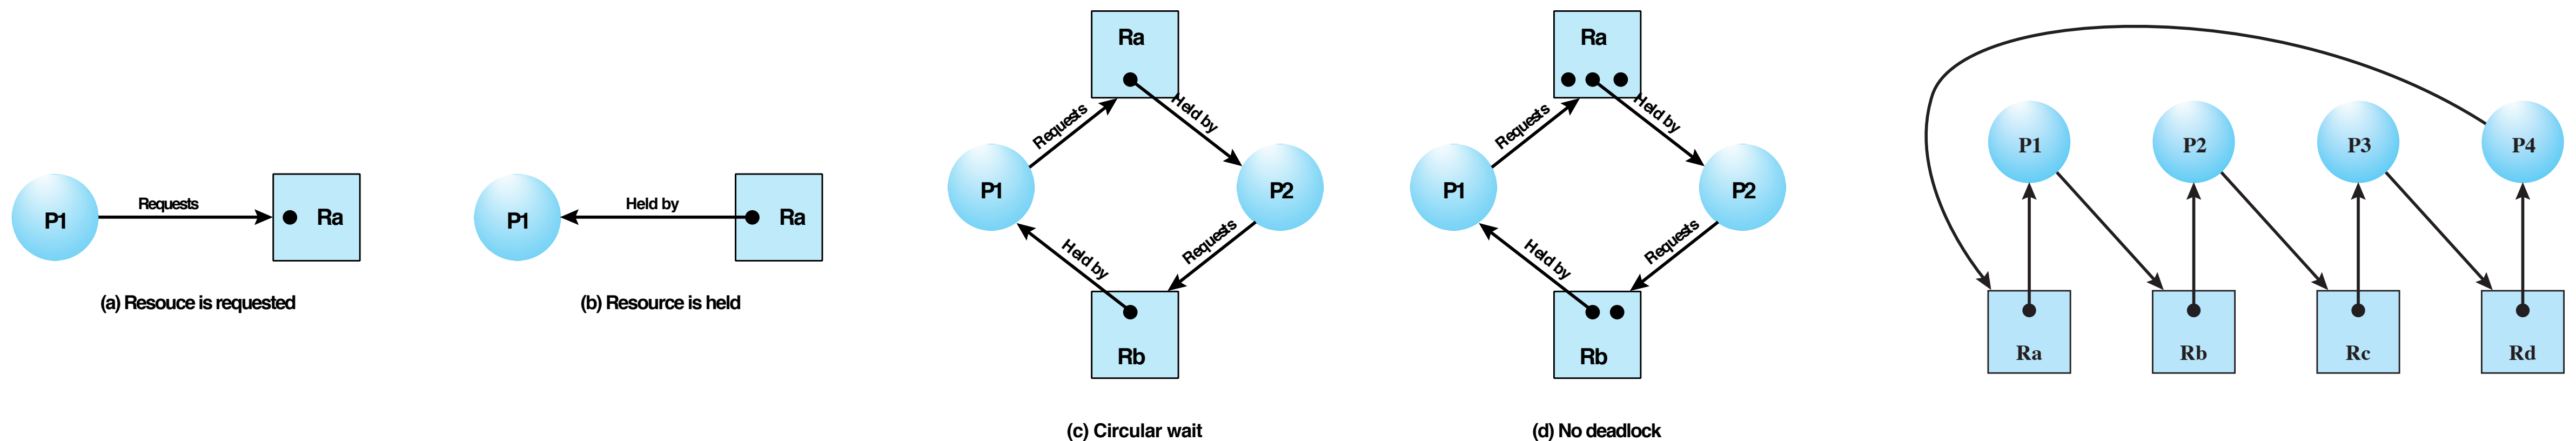 P1
Requests
Ra
(a) Resouce is requested
P1
Held by
Ra
(b) Resource is held
Ra
Requests
Held by
P1
P2
Held by
Requests
Rb
(c) Circular wait
Ra
Requests
Held by
P1
P2
Held by
Requests
Rb
(d) No deadlock
P1 P2 P3 P4
Ra Rb Rc Rd